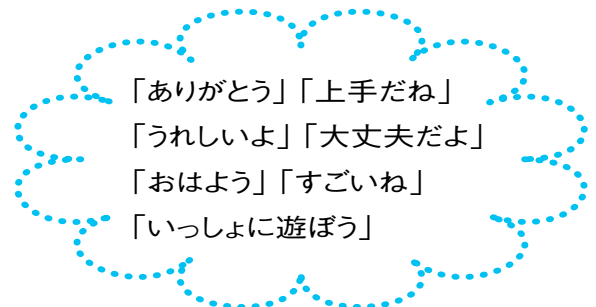 「ありがとう」「上手だね」
「うれしいよ」「大丈夫だよ」
「おはよう」「すごいね」
「いっしょに遊ぼう」